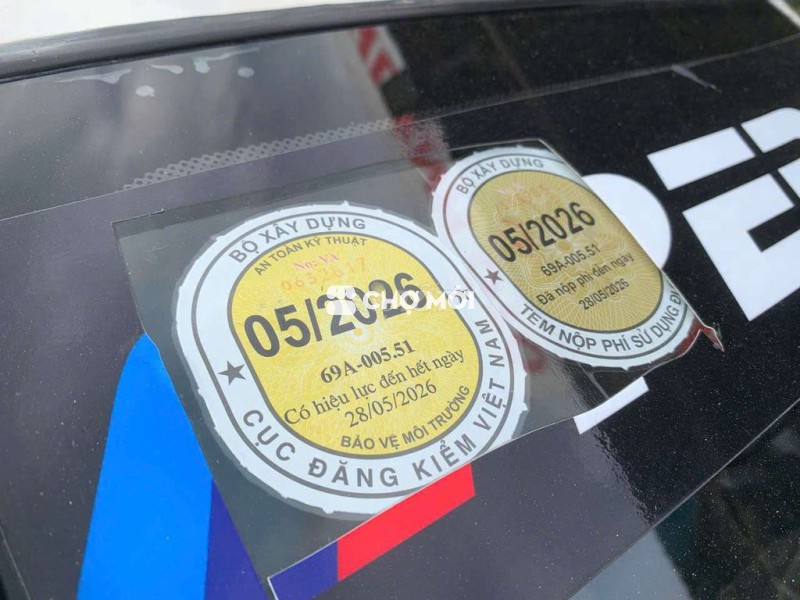 BỘ XÂY DỰNG
AN TOÀN KỸ THUẬT
No: VA
05/2026
69A-005.51
Có hiệu lực đến hết ngày
28/05/2026
BẢO VỆ MÔI TRƯỜNG
CỤC ĐĂNG KIỂM VIỆT NAM
CHỢ MỚI
BỘ XÂY DỰNG
05/2026
69A-005.51
Đã nộp phí đến ngày
28/05/2026
TEM NỘP PHÍ SỬ DỤNG